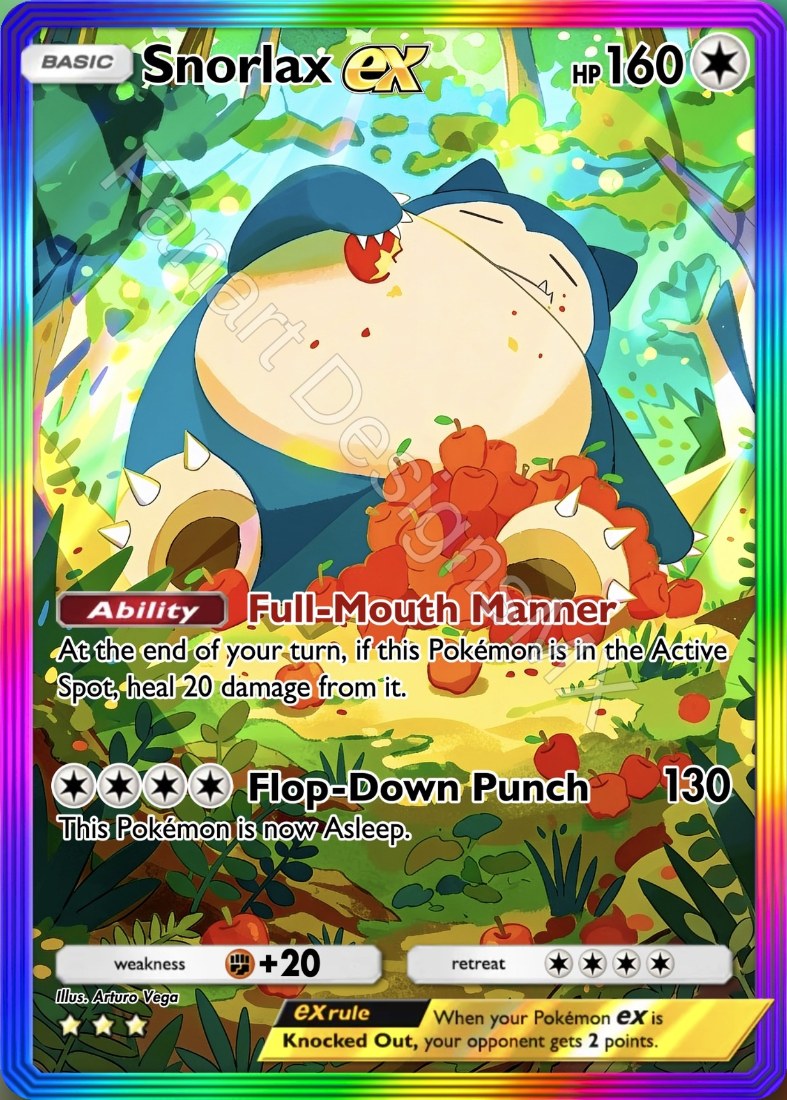 BASIC Snorlax ex HP 160
Fanart DesignsMX
Ability Full-Mouth Manner
At the end of your turn, if this Pokémon is in the Active
Spot, heal 20 damage from it.
Flop-Down Punch 130
This Pokémon is now Asleep.
weakness +20 retreat
Illus. Arturo Vega
ex rule When your Pokémon ex is
Knocked Out, your opponent gets 2 points.